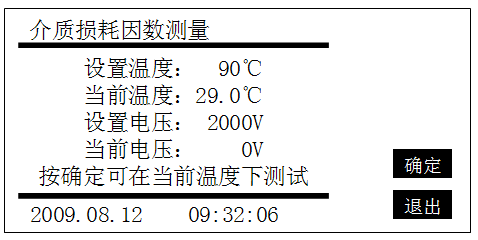 介质损耗因数测量
设置温度： 90℃
当前温度：29.0℃
设置电压： 2000V
当前电压： 0V
按确定可在当前温度下测试
确定
退出
2009.08.12 09:32:06